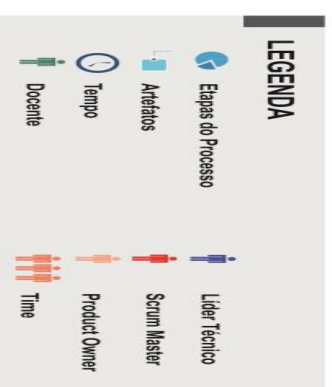 LEGENDA
Etapas do Processo
Artefatos
Tempo
Docente
Líder Técnico
Scrum Master
Product Owner
Time